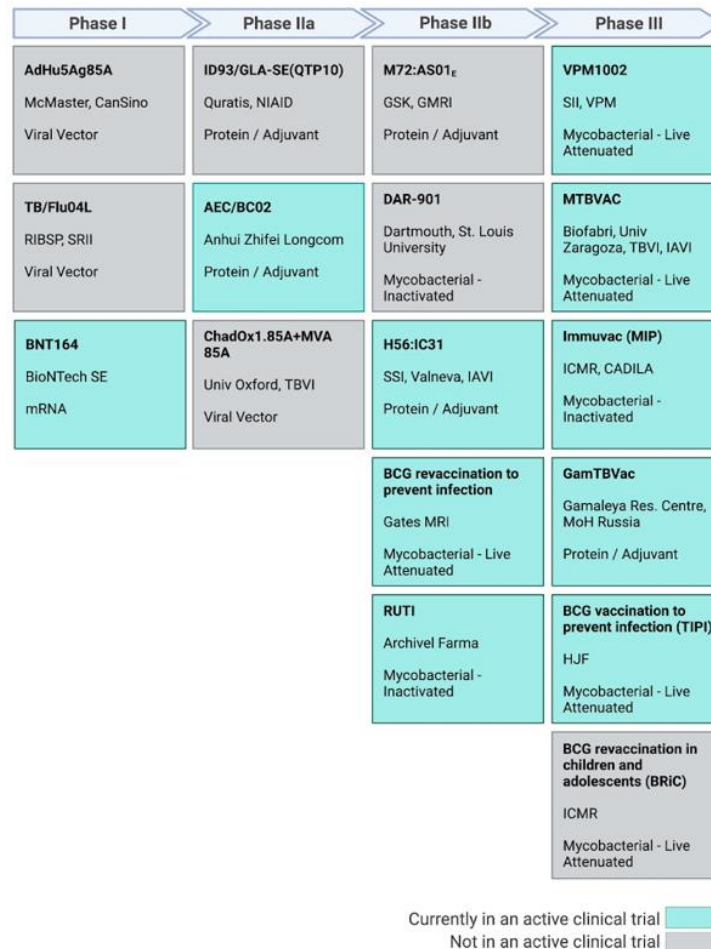 Phase I
Phase IIa
Phase IIb
Phase III
AdHu5Ag85A
McMaster, CanSino
Viral Vector
ID93/GLA-SE(QTP10)
Quratis, NIAID
Protein / Adjuvant
M72:AS01E
GSK, GMRI
Protein / Adjuvant
VPM1002
SII, VPM
Mycobacterial - Live
Attenuated
TB/Flu04L
RIBSP, SRII
Viral Vector
AEC/BC02
Anhui Zhifei Longcom
Protein / Adjuvant
DAR-901
Dartmouth, St. Louis
University
Mycobacterial -
Inactivated
MTBVAC
Biofabri, Univ
Zaragoza, TBVI, IAVI
Mycobacterial - Live
Attenuated
BNT164
BioNTech SE
mRNA
ChadOx1.85A+MVA
85A
Univ Oxford, TBVI
Viral Vector
H56:IC31
SSI, Valneva, IAVI
Protein / Adjuvant
Immuvac (MIP)
ICMR, CADILA
Mycobacterial -
Inactivated
BCG revaccination to
prevent infection
Gates MRI
Mycobacterial - Live
Attenuated
GamTBVac
Gamaleya Res. Centre,
MoH Russia
Protein / Adjuvant
RUTI
Archivel Farma
Mycobacterial -
Inactivated
BCG vaccination to
prevent infection (TIPI)
HJF
Mycobacterial - Live
Attenuated
BCG revaccination in
children and
adolescents (BRiC)
ICMR
Mycobacterial - Live
Attenuated
Currently in an active clinical trial
Not in an active clinical trial